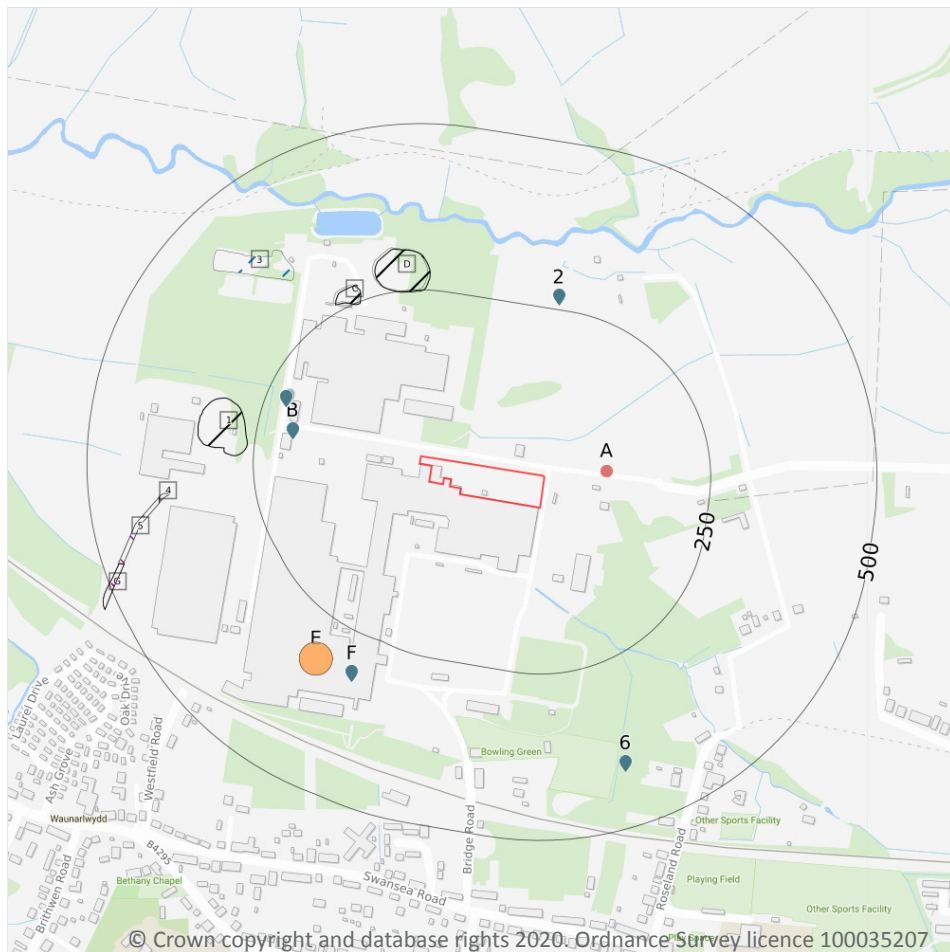 2
3
D
C
B
1
A
4
5
G
250
500
F
6
Bowling Green
Laurel Drive
Oak Drive
Ash Grove
Westfield Road
Waunarlwydd
B4295
Bethany Chapel
Brithwen Road
Swansea Road
Bridge Road
Roseland Road
Other Sports Facility
Playing Field
Other Sports Facility
© Crown copyright and database rights 2020. Ordnance Survey licence 100035207.